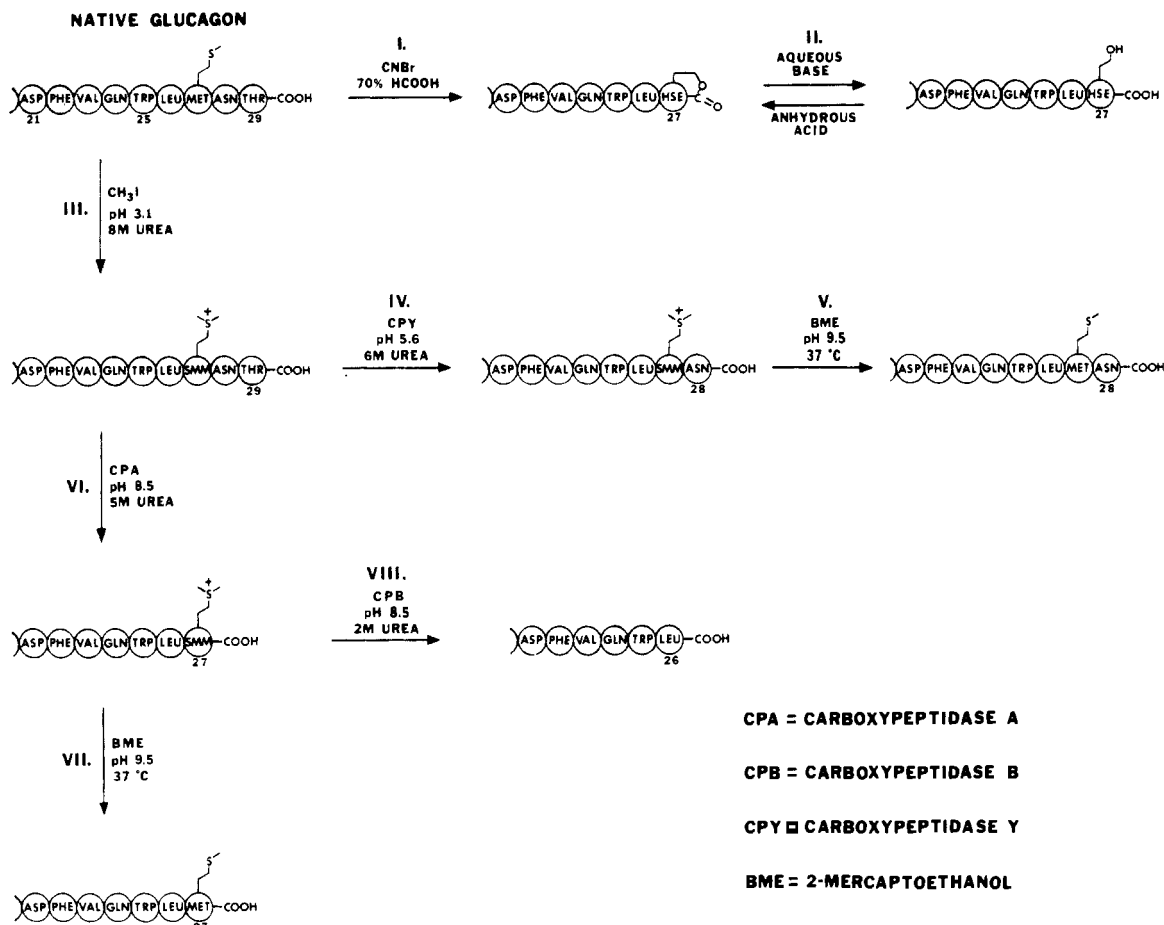 NATIVE GLUCAGON
I.
CNBr
70% HCOOH
II.
AQUEOUS
BASE
ANHYDROUS
ACID
S
ASP PHE VAL GLN TRP LEU MET ASN THR COOH
21 25 29
ASP PHE VAL GLN TRP LEU HSE C O O
27
OH
ASP PHE VAL GLN TRP LEU HSE COOH
27
III.
CH3I
pH 3.1
8M UREA
+
S
ASP PHE VAL GLN TRP LEU SMM ASN THR COOH
29
IV.
CPY
pH 5.6
6M UREA
+
S
ASP PHE VAL GLN TRP LEU SMM ASN COOH
28
V.
BME
pH 9.5
37 °C
S
ASP PHE VAL GLN TRP LEU MET ASN COOH
28
VI.
CPA
pH 8.5
5M UREA
+
S
ASP PHE VAL GLN TRP LEU SMM COOH
27
VIII.
CPB
pH 8.5
2M UREA
ASP PHE VAL GLN TRP LEU COOH
26
VII.
BME
pH 9.5
37 °C
S
ASP PHE VAL GLN TRP LEU MET COOH
27
CPA = CARBOXYPEPTIDASE A
CPB = CARBOXYPEPTIDASE B
CPY = CARBOXYPEPTIDASE Y
BME = 2-MERCAPTOETHANOL